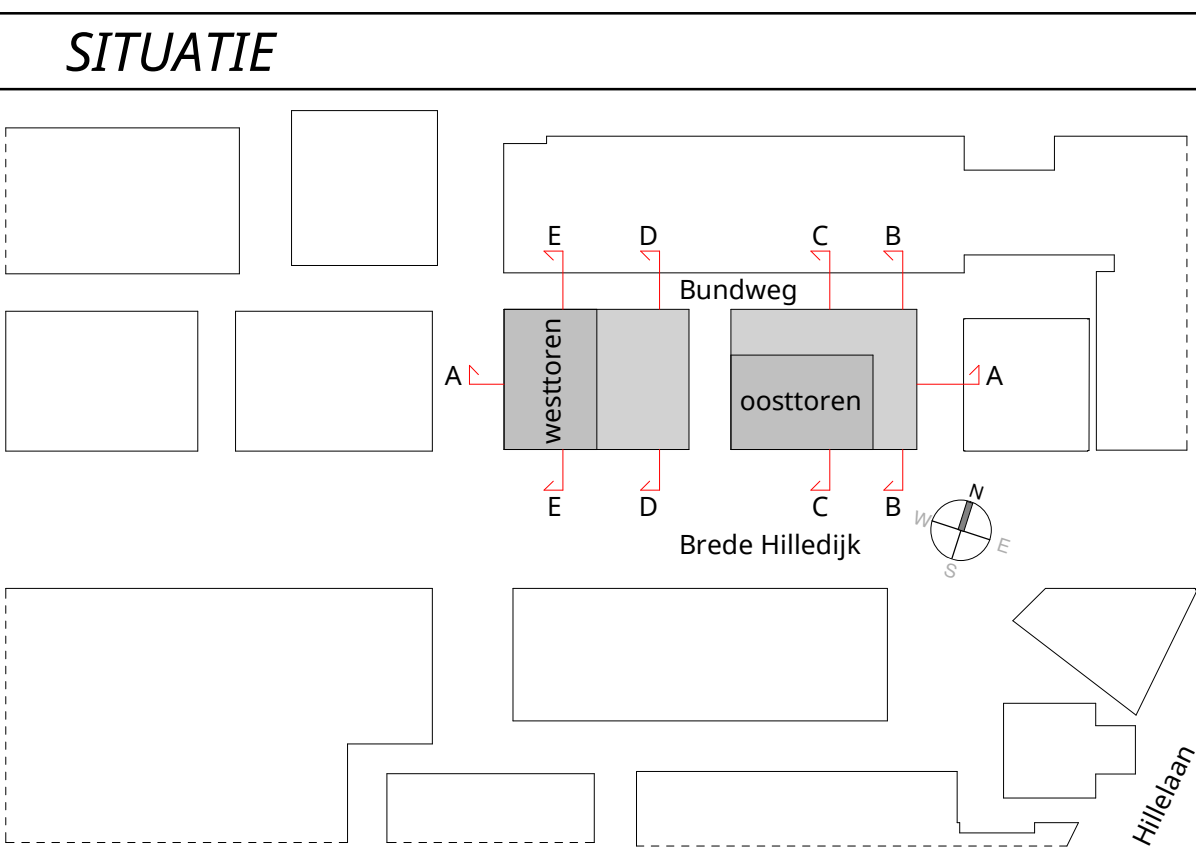 SITUATIE
E D C B
Bundweg
A westtoren oosttoren A
E D C B
N
W
E
S
Brede Hilledijk
Hillelaan